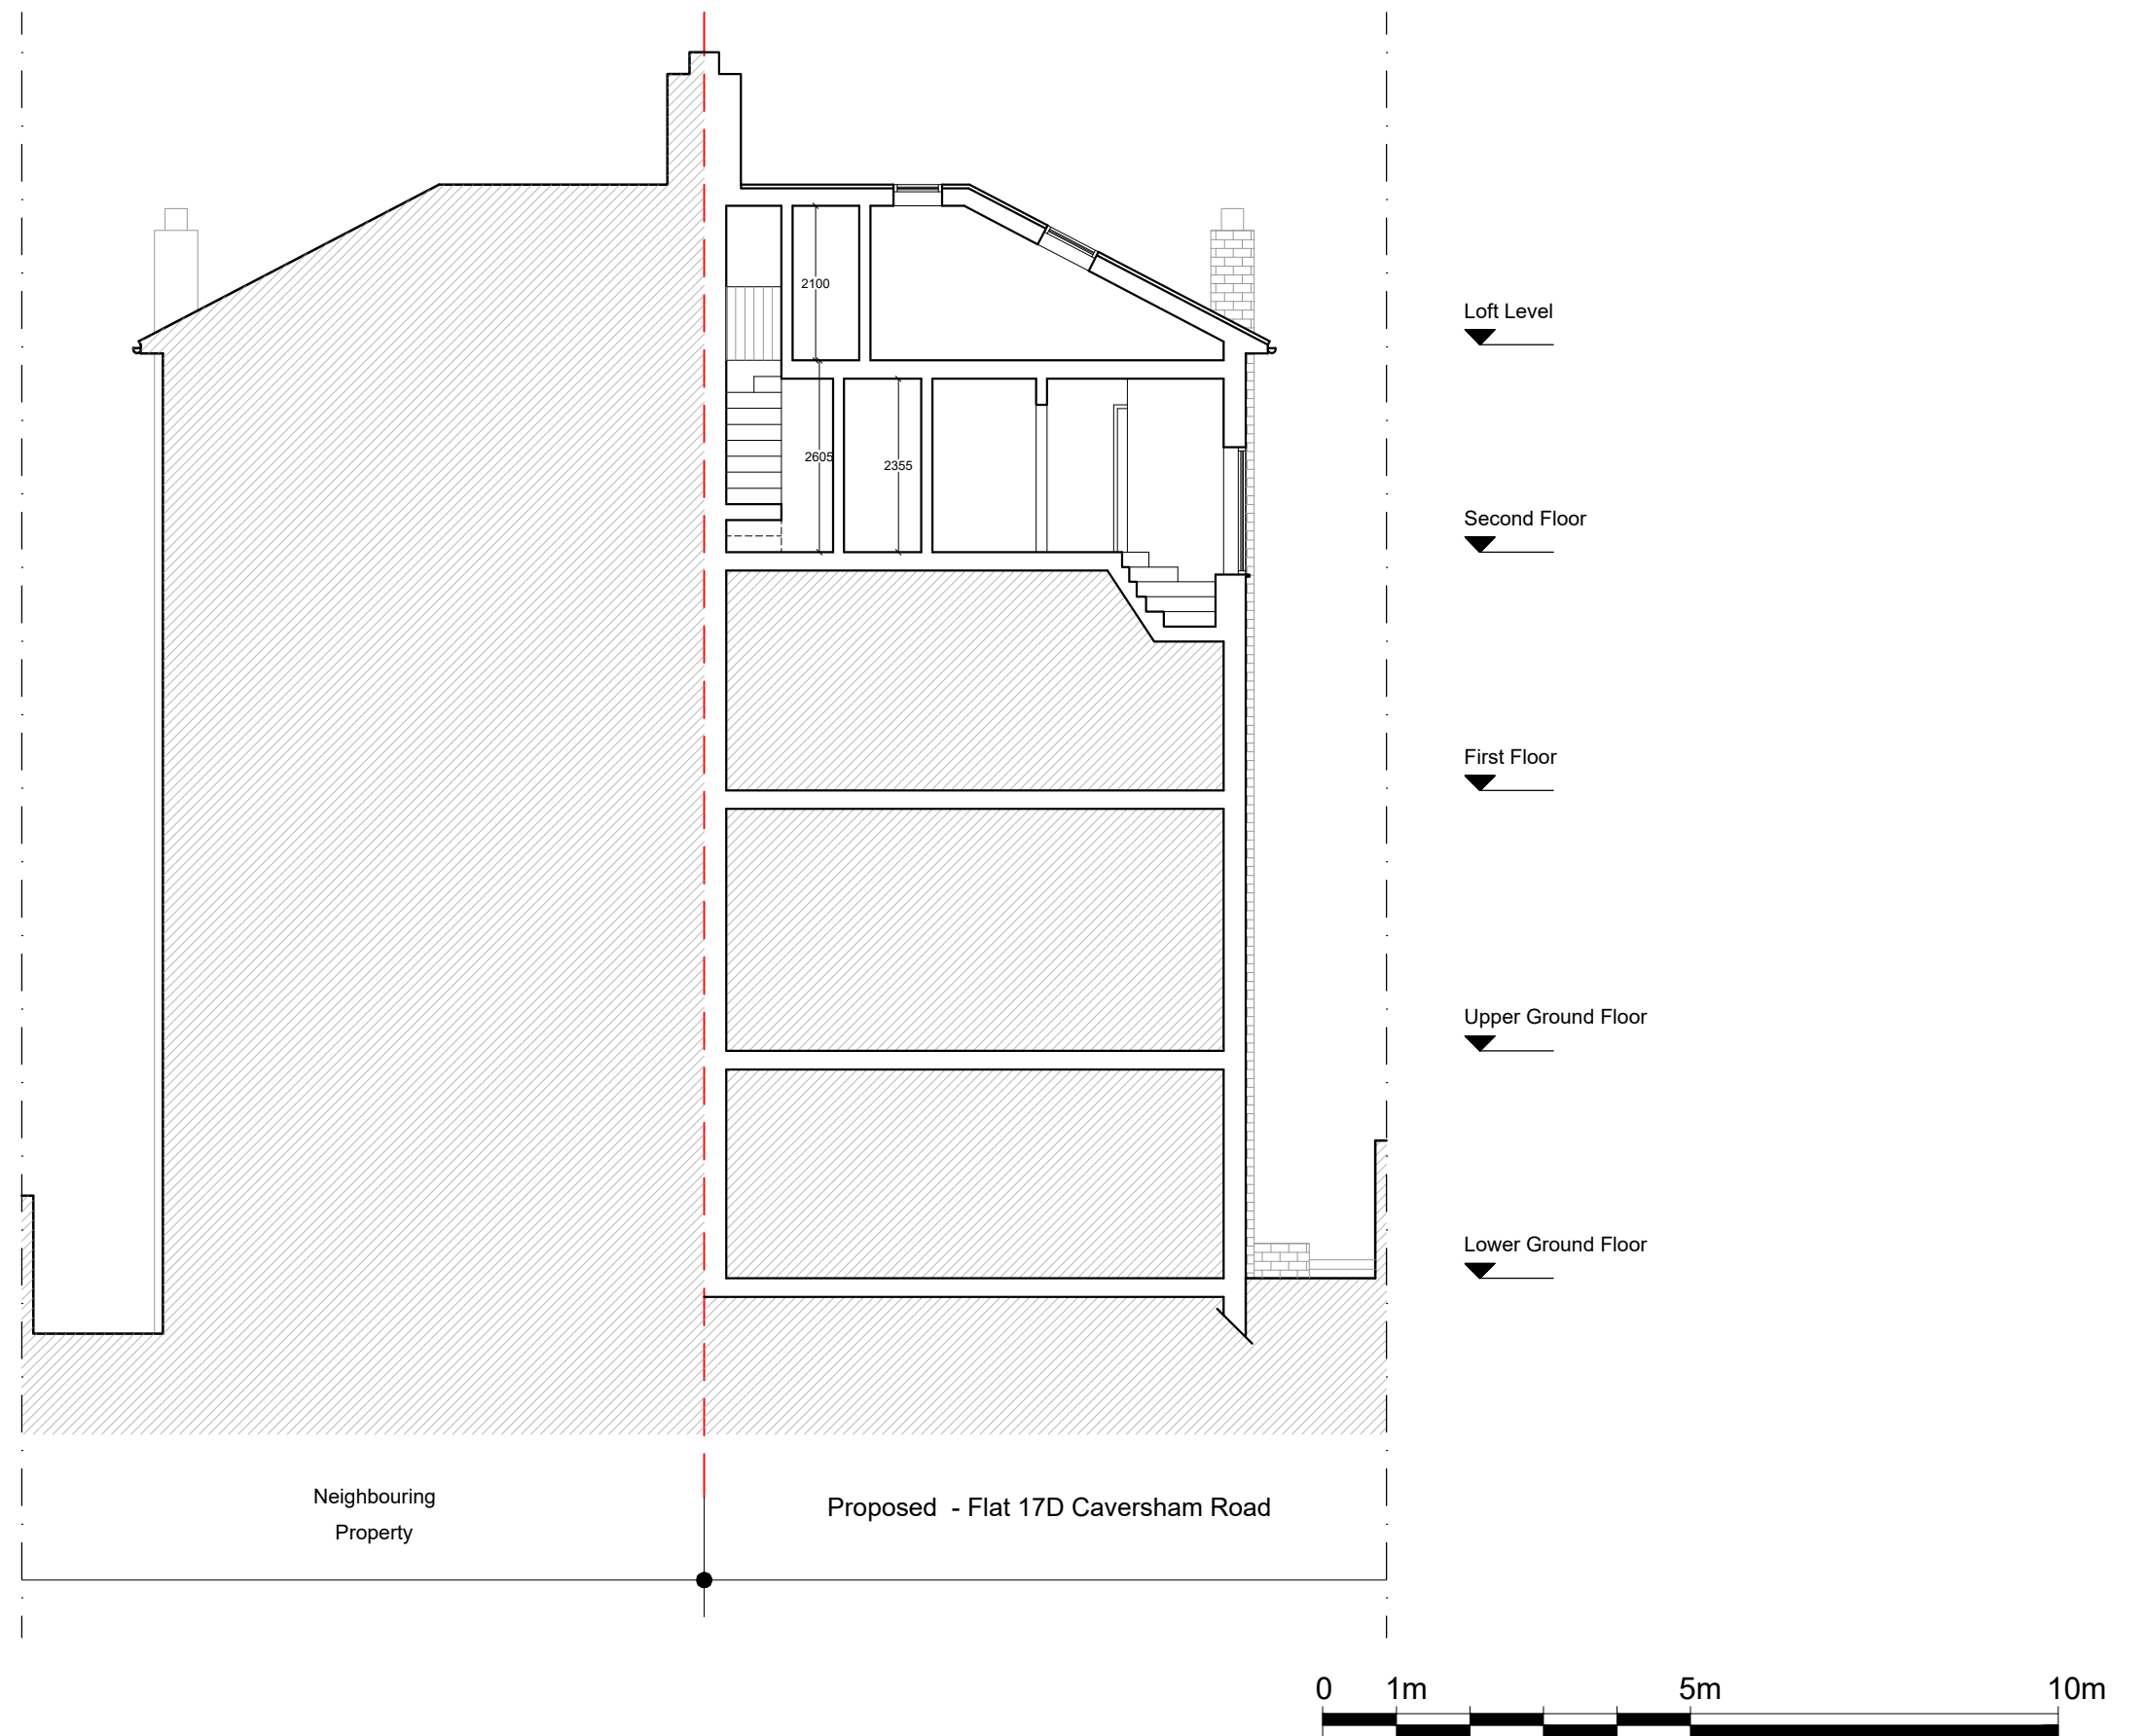 2100
Loft Level
2605
2355
Second Floor
First Floor
Upper Ground Floor
Lower Ground Floor
Neighbouring
Property
Proposed - Flat 17D Caversham Road
0 1m 5m 10m